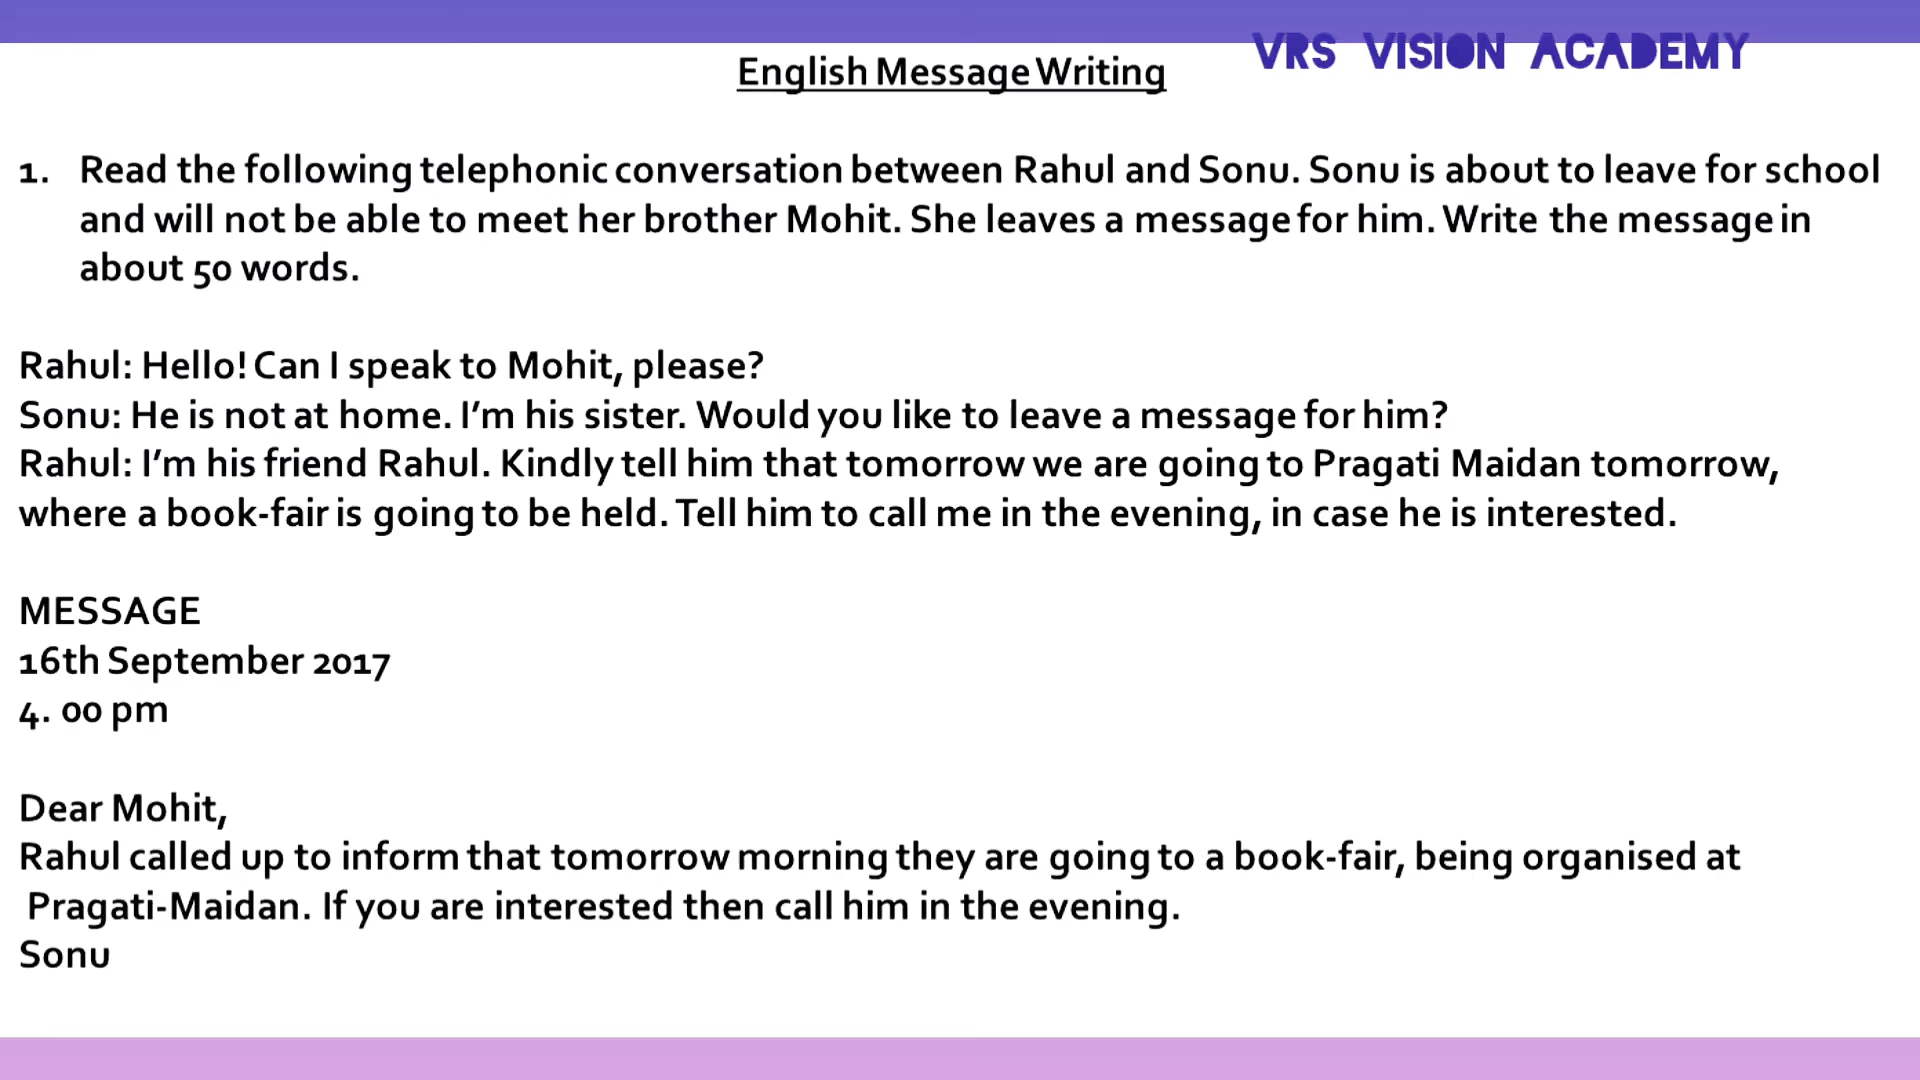 VRS VISION ACADEMY
English Message Writing
1. Read the following telephonic conversation between Rahul and Sonu. Sonu is about to leave for school
and will not be able to meet her brother Mohit. She leaves a message for him. Write the message in
about 50 words.
Rahul: Hello! Can I speak to Mohit, please?
Sonu: He is not at home. I’m his sister. Would you like to leave a message for him?
Rahul: I’m his friend Rahul. Kindly tell him that tomorrow we are going to Pragati Maidan tomorrow,
where a book-fair is going to be held. Tell him to call me in the evening, in case he is interested.
MESSAGE
16th September 2017
4. 00 pm
Dear Mohit,
Rahul called up to inform that tomorrow morning they are going to a book-fair, being organised at
Pragati-Maidan. If you are interested then call him in the evening.
Sonu